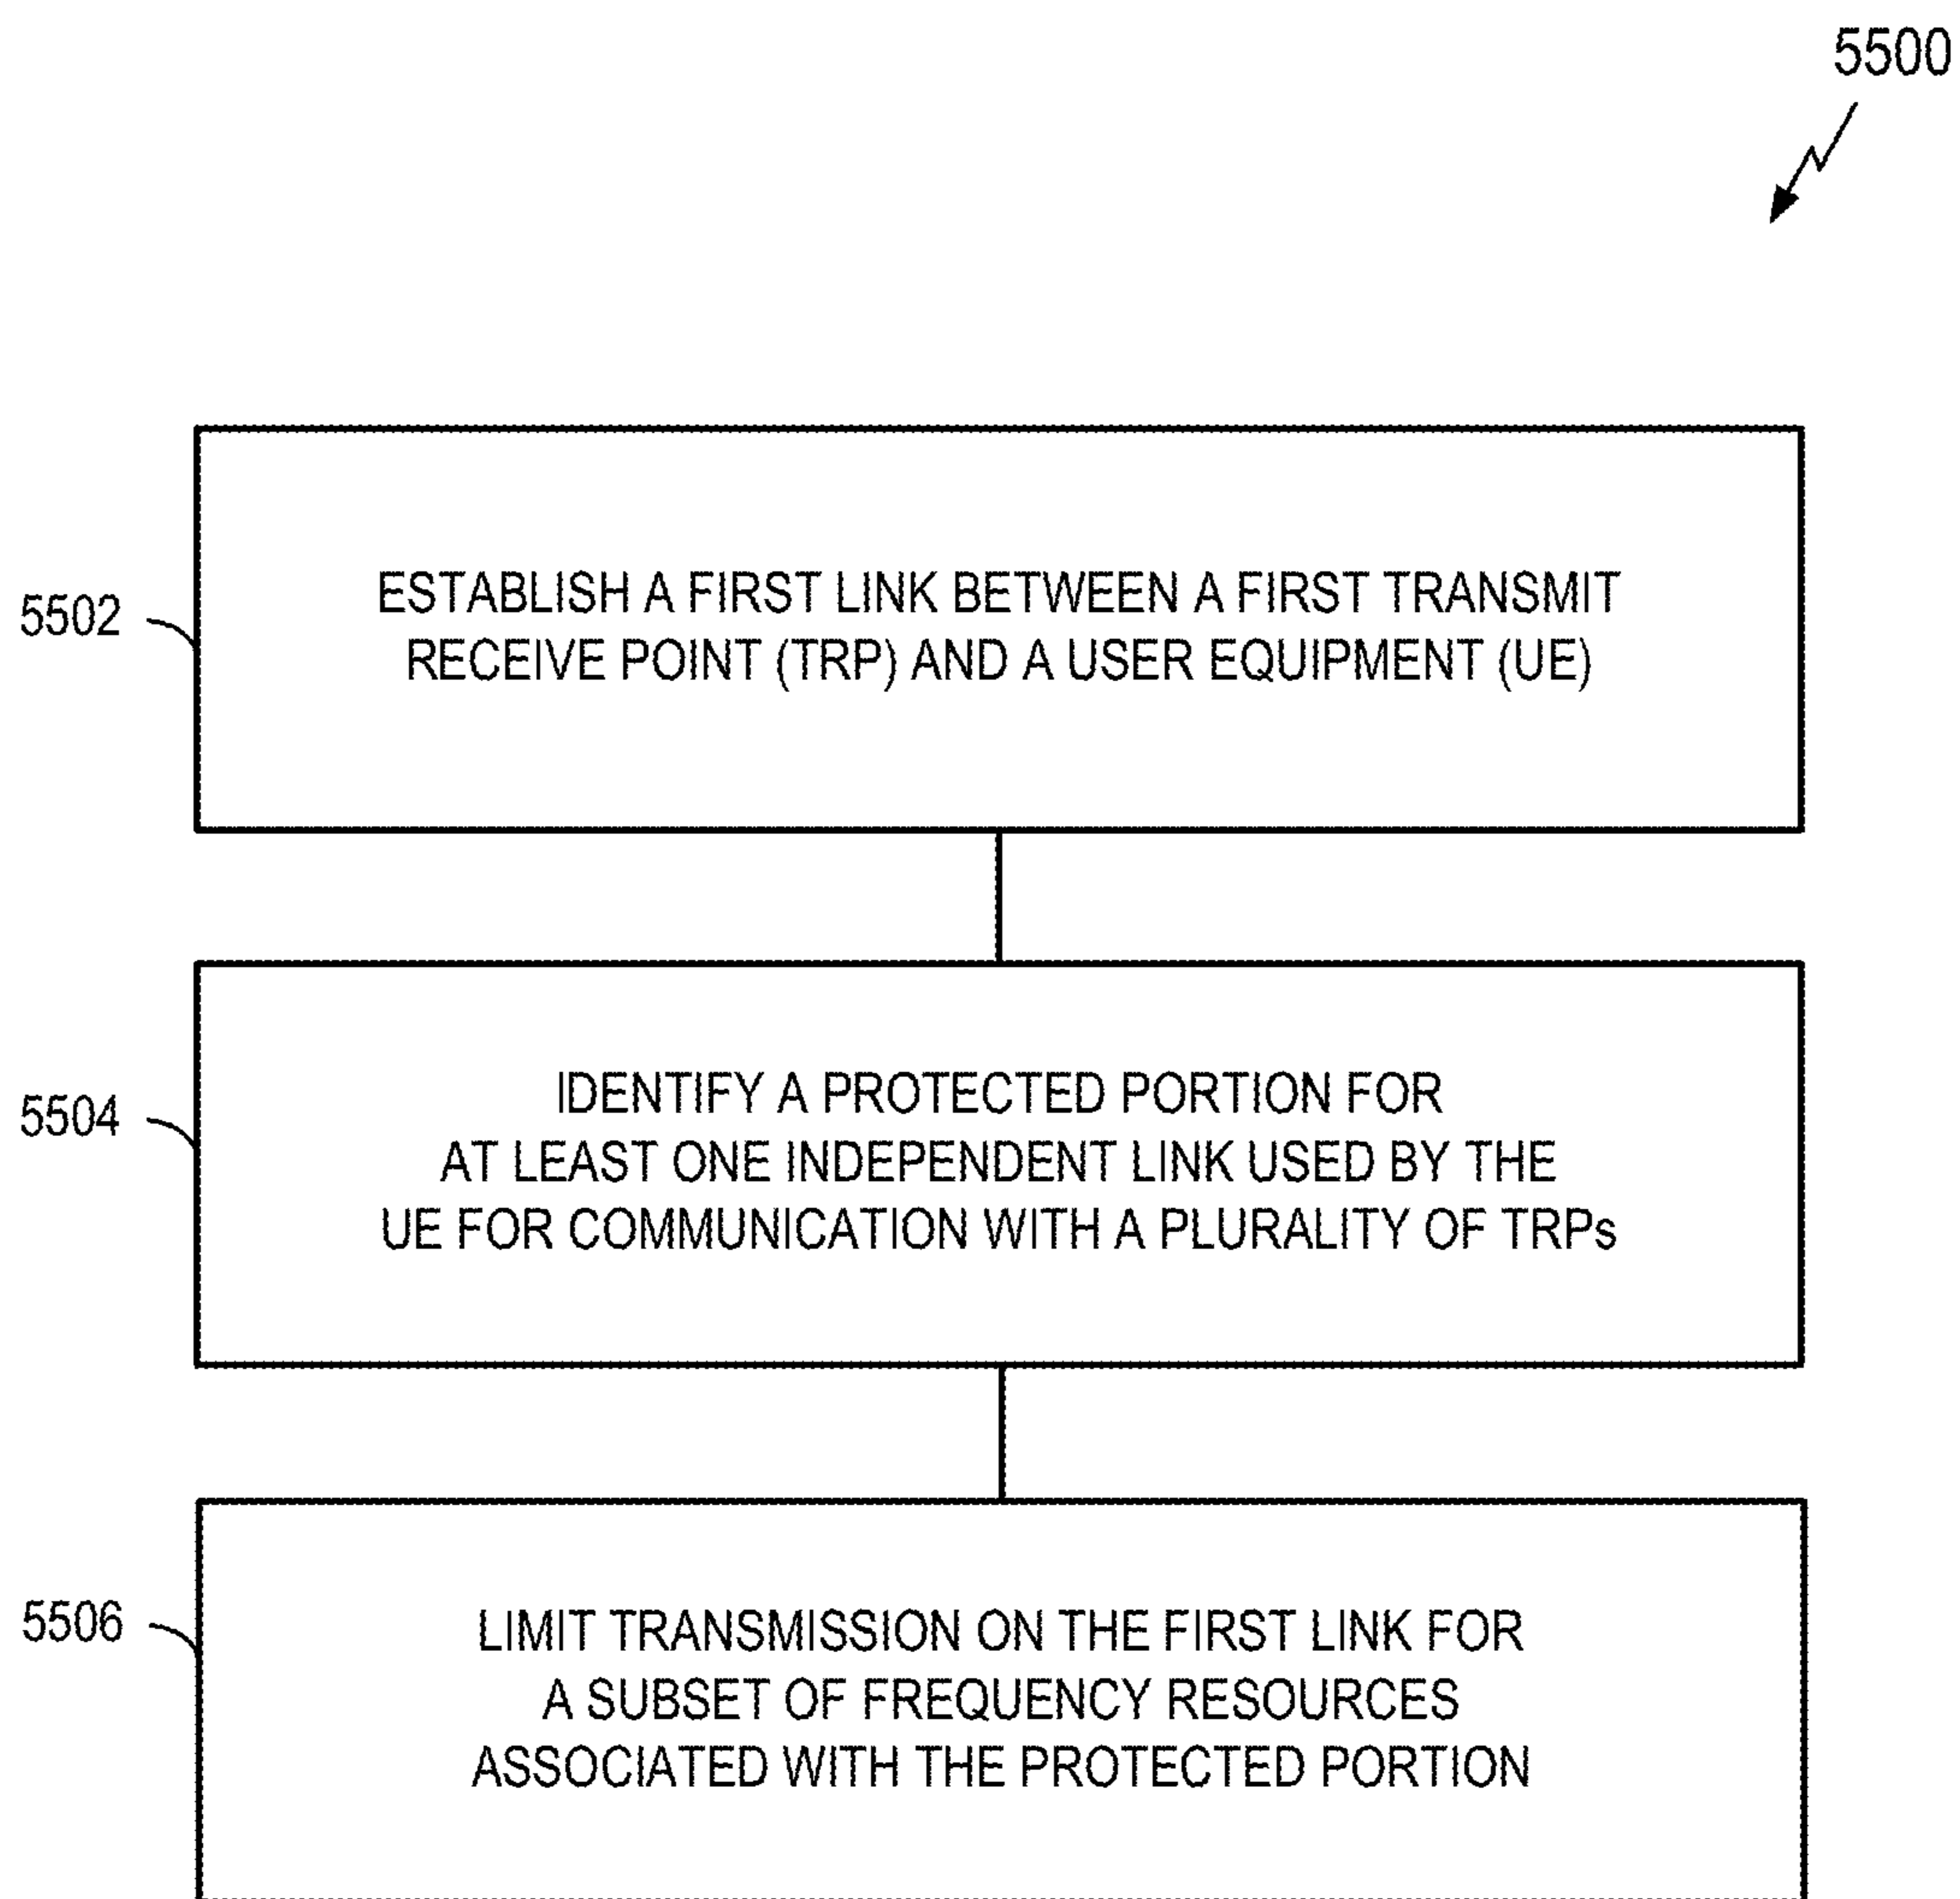 5500
5502
ESTABLISH A FIRST LINK BETWEEN A FIRST TRANSMIT
RECEIVE POINT (TRP) AND A USER EQUIPMENT (UE)
5504
IDENTIFY A PROTECTED PORTION FOR
AT LEAST ONE INDEPENDENT LINK USED BY THE
UE FOR COMMUNICATION WITH A PLURALITY OF TRPs
5506
LIMIT TRANSMISSION ON THE FIRST LINK FOR
A SUBSET OF FREQUENCY RESOURCES
ASSOCIATED WITH THE PROTECTED PORTION